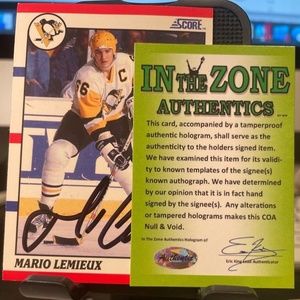 SCORE
C
MARIO LEMIEUX
IN THE ZONE
AUTHENTICS
This card, accompanied by a tamperproof
authentic hologram, shall serve as the
authenticity to the holders signed item.
We have examined this item for its validi-
ty to known templates of the signee(s)
known autograph. We have determined
by our opinion that it is in fact hand
signed by the signee(s). Any alterations
or tampered holograms makes this COA
Null & Void.
In The Zone Authentics Hologram of
Authentic
Eric King Lead Authenticator